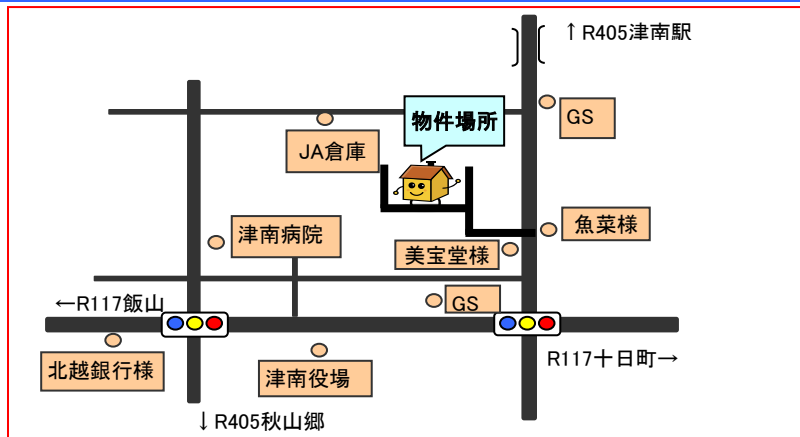 ↑R405津南駅
GS
物件場所
JA倉庫
魚菜様
津南病院
美宝堂様
←R117飯山
GS
R117十日町→
北越銀行様
津南役場
↓R405秋山郷